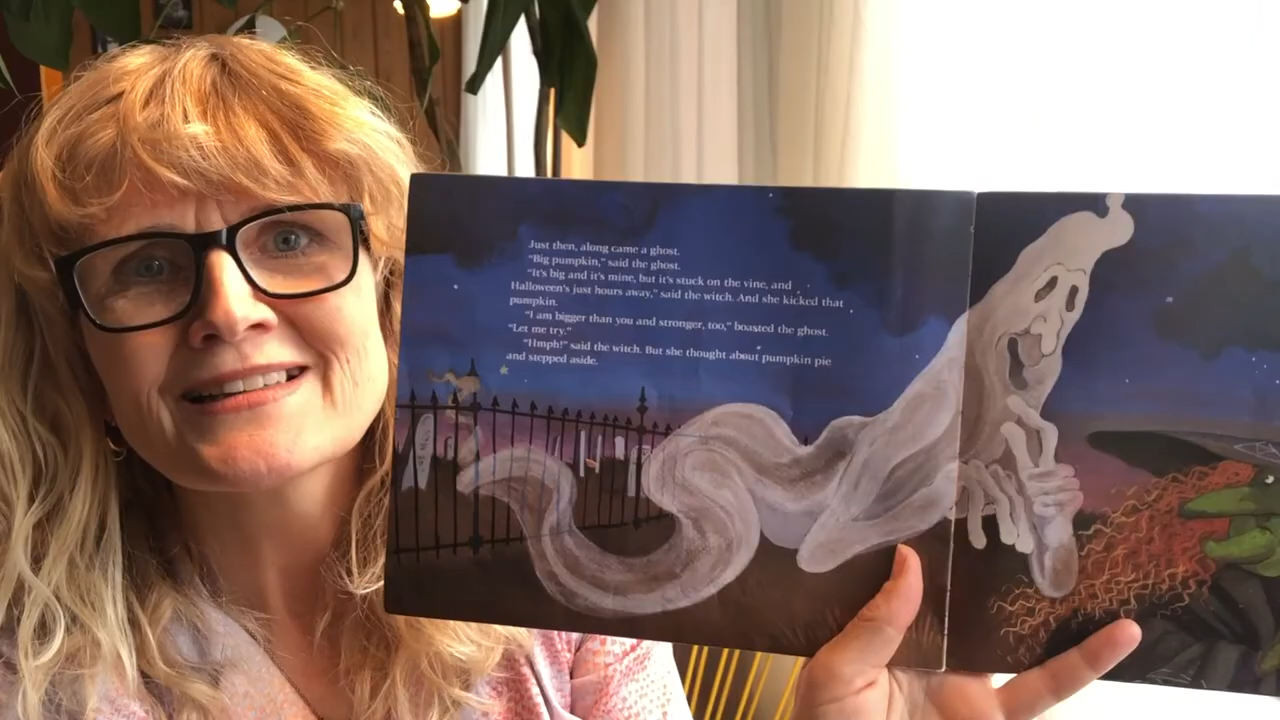 Just then, along came a ghost.
"Big pumpkin," said the ghost.
"It's big and it's mine, but it's stuck on the vine, and
Halloween's just hours away," said the witch. And she kicked that
pumpkin.
"I am bigger than you and stronger, too," boasted the ghost.
"Let me try."
"Hmph!" said the witch. But she thought about pumpkin pie
and stepped aside.